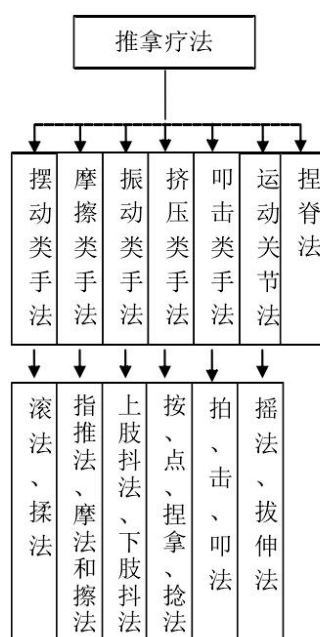 推拿疗法
摆动类手法
摩擦类手法
振动类手法
挤压类手法
叩击类手法
运动关节法
捏脊法
滚法、揉法
指推法、摩法和擦法
上肢抖法、下肢抖法
按、点、捏拿、捻法
拍、击、叩法
摇法、拔伸法